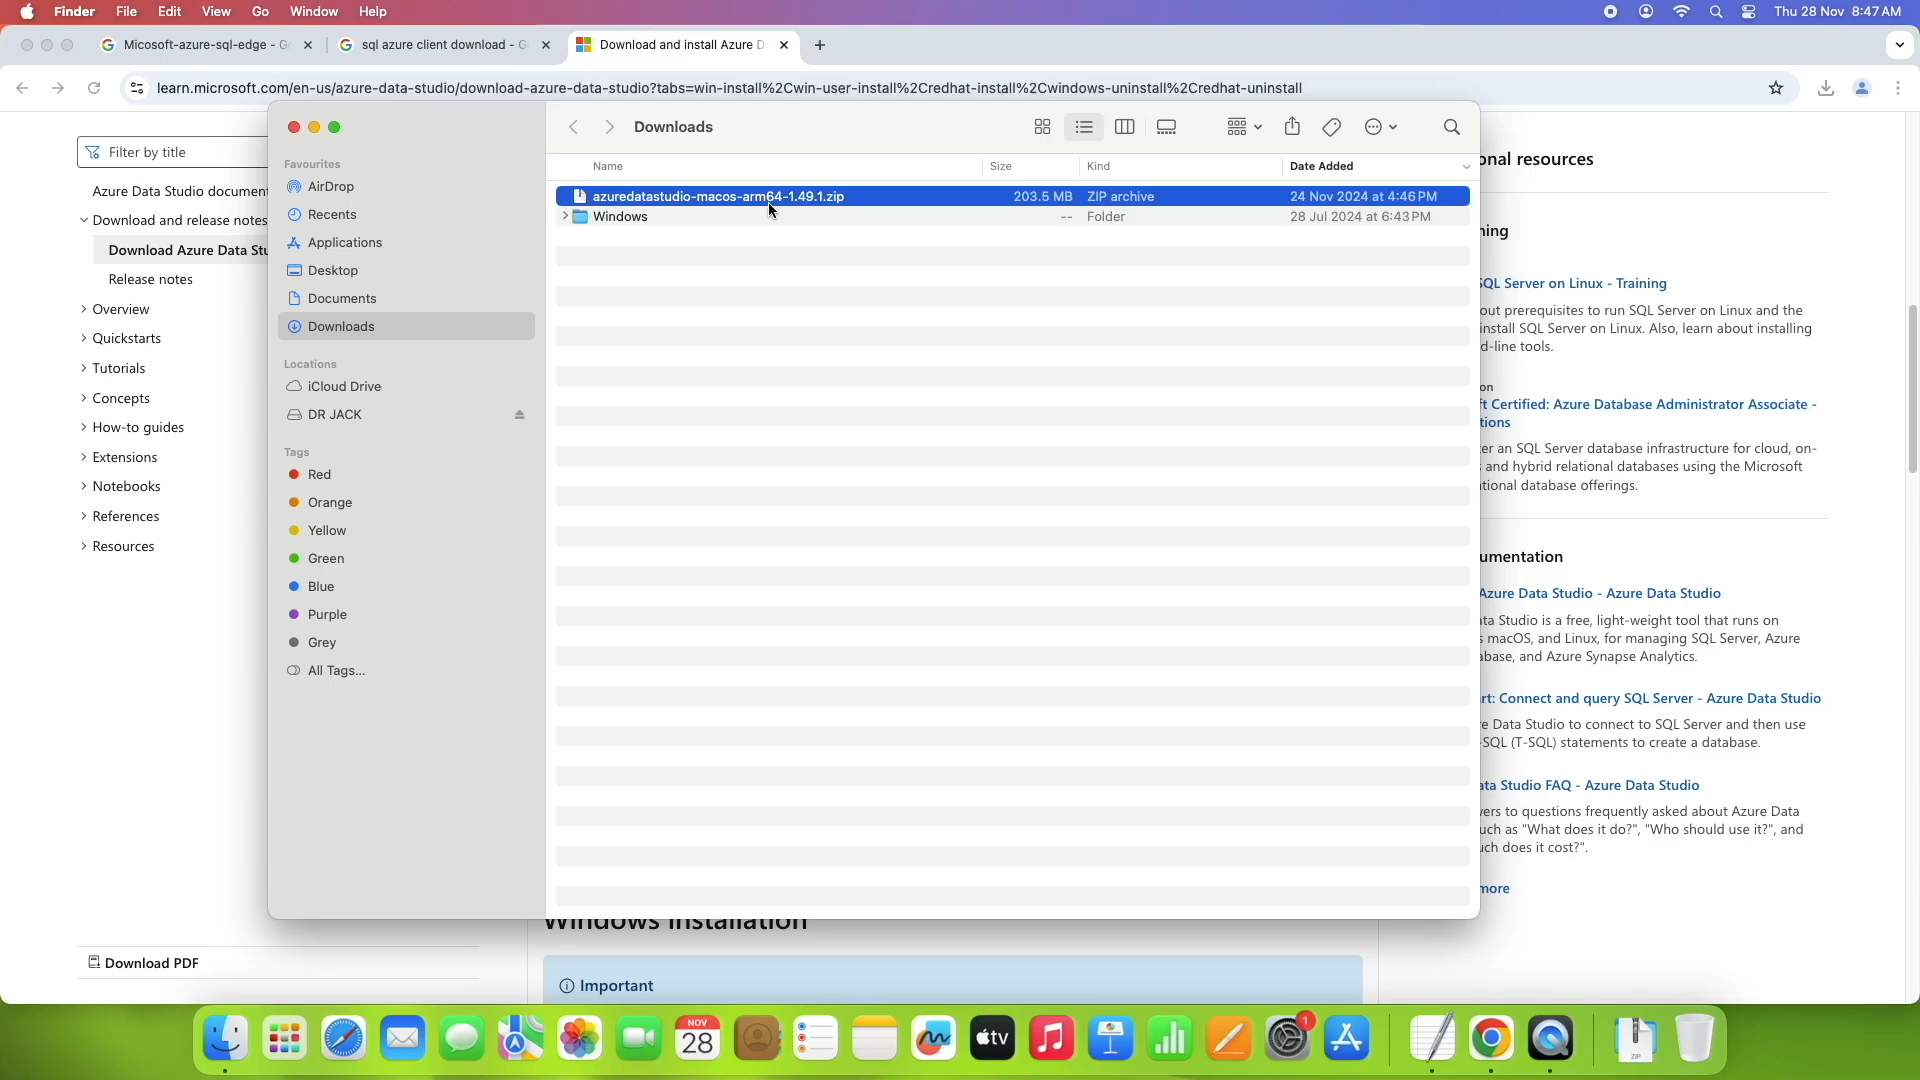 Finder File Edit View Go Window Help
Thu 28 Nov 8:47 AM
Micosoft-azure-sql-edge - G
sql azure client download - G
Download and install Azure D
learn.microsoft.com/en-us/azure-data-studio/download-azure-data-studio?tabs=win-install%2Cwin-user-install%2Credhat-install%2Cwindows-uninstall%2Credhat-uninstall
Filter by title
Azure Data Studio document
Download and release notes
Download Azure Data Stu
Release notes
Overview
Quickstarts
Tutorials
Concepts
How-to guides
Extensions
Notebooks
References
Resources
Download PDF
Favourites
AirDrop
Recents
Applications
Desktop
Documents
Downloads
Locations
iCloud Drive
DR JACK
Tags
Red
Orange
Yellow
Green
Blue
Purple
Grey
All Tags...
Downloads
Name Size Kind Date Added
azuredatastudio-macos-arm64-1.49.1.zip 203.5 MB ZIP archive 24 Nov 2024 at 4:46 PM
Windows -- Folder 28 Jul 2024 at 6:43 PM
onal resources
ning
SQL Server on Linux - Training
out prerequisites to run SQL Server on Linux and the
install SQL Server on Linux. Also, learn about installing
d-line tools.
on
ft Certified: Azure Database Administrator Associate -
tions
er an SQL Server database infrastructure for cloud, on-
and hybrid relational databases using the Microsoft
tional database offerings.
umentation
Azure Data Studio - Azure Data Studio
ta Studio is a free, light-weight tool that runs on
s macOS, and Linux, for managing SQL Server, Azure
base, and Azure Synapse Analytics.
rt: Connect and query SQL Server - Azure Data Studio
e Data Studio to connect to SQL Server and then use
-SQL (T-SQL) statements to create a database.
ata Studio FAQ - Azure Data Studio
ers to questions frequently asked about Azure Data
uch as "What does it do?", "Who should use it?", and
uch does it cost?".
more
Windows installation
Important
NOV
28
tv
1
ZIP